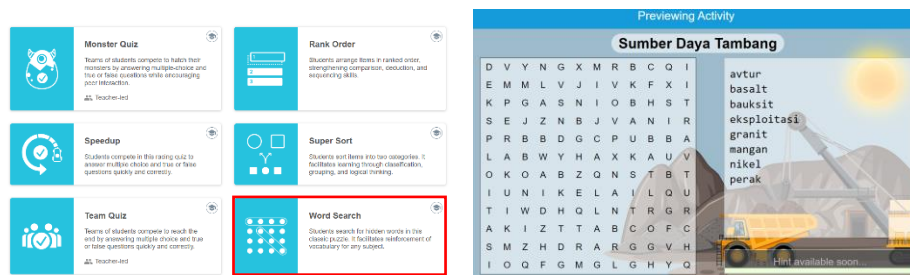 Monster Quiz
Teams of students compete to hatch their
monsters by answering multiple-choice and
true or false questions while encouraging
peer interaction.
Teacher-led
Rank Order
Students arrange items in ranked order,
strengthening comparison, deduction, and
sequencing skills.
Speedup
Students compete in this racing quiz to
answer multiple choice and true or false
questions quickly and correctly.
Super Sort
Students sort items into two categories. It
facilitates learning through classification,
grouping, and logical thinking.
Team Quiz
Teams of students compete to reach the
end by answering multiple choice and true
or false questions quickly and correctly.
Teacher-led
Word Search
Students search for hidden words in this
classic puzzle. It facilitates reinforcement of
vocabulary for any subject.
Previewing Activity
Sumber Daya Tambang
D V Y N G X M R B C Q I
E M M L V J I V K F X I
K P G A S N I O B H S T
S E J Z N B J V A N I R
P R B B D G C P U B B A
L A B W Y H A X K A U V
O K O A B Z Q N S T B T
I U N I K E L A I L Q U
T I W D H Q L N T R G R
A K I Z T T A B C O F C
S M Z H D R A R G G V H
I O Q F G M G L G H Y Q
avtur
basalt
bauksit
eksploitasi
granit
mangan
nikel
perak
Hint available soon...